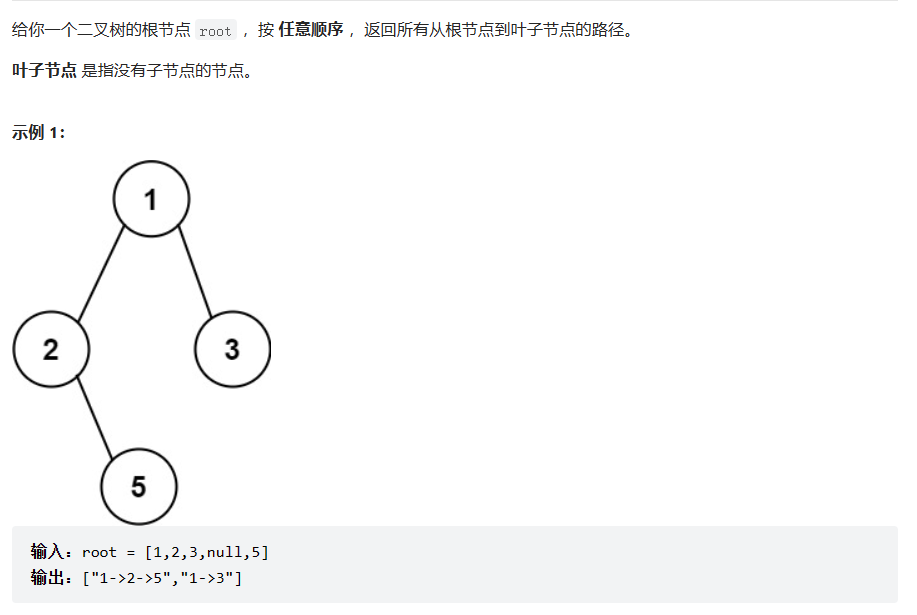 给你一个二叉树的根节点 root ，按 任意顺序 ，返回所有从根节点到叶子节点的路径。
叶子节点 是指没有子节点的节点。
示例 1：
1
2
3
5
输入：root = [1,2,3,null,5]
输出：["1->2->5","1->3"]